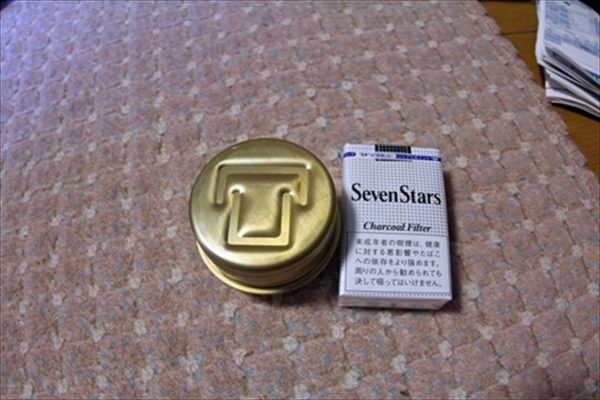 SevenStars
Charcoal Filter
未成年者の喫煙は、健康
に対する悪影響やたばこ
への依存をより強めます。
周りの人から勧められても
決して吸ってはいけません。